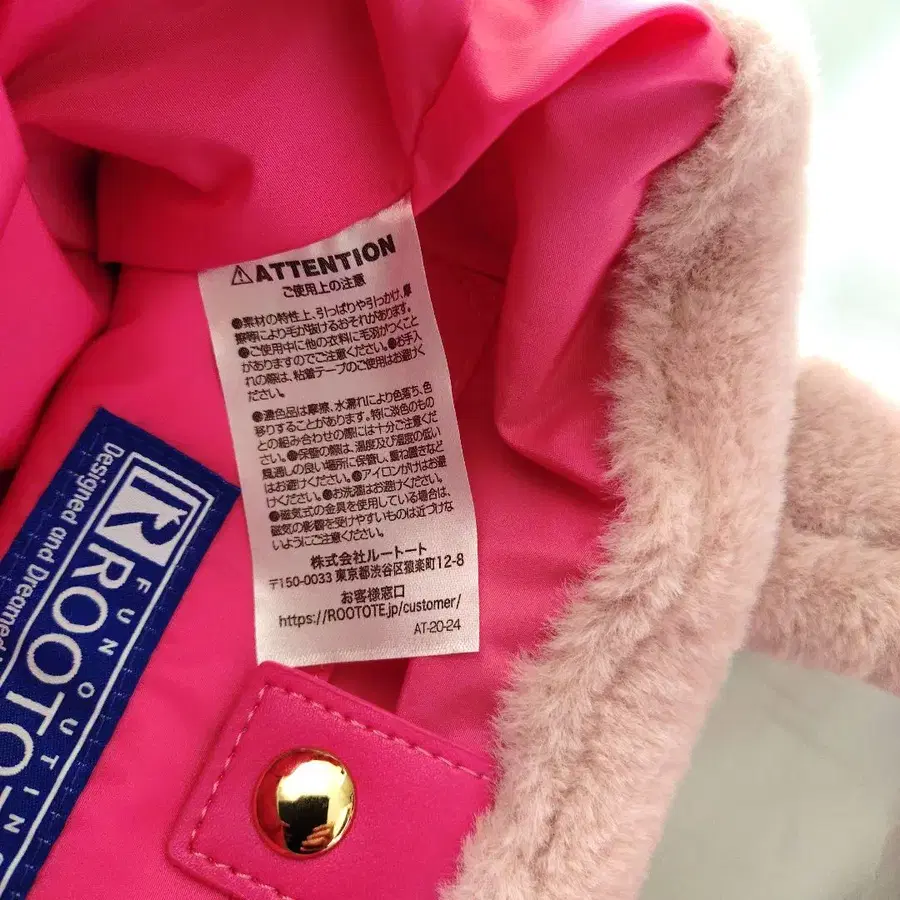 ⚠ATTENTION
ご使用上の注意
●素材の特性上、引っぱりや引っかけ、摩
擦等により毛が抜けるおそれがあります。
●ご使用中に他の衣料に毛羽がつくこと
がありますのでご注意ください。●お手入
れの際は、粘着テープのご使用はお避けく
ださい。
●濃色品は摩擦、水濡れにより色落ち、色
移りすることがあります。特に淡色のもの
との組み合わせの際には十分ご注意くだ
さい。●保管の際は、温度及び湿度の低い
風通しの良い場所に保管し、重ね置きなど
はお避けください。●アイロンがけはお避
けください。●お洗濯はお避けください。
●磁気式の金具を使用している場合は、
磁気の影響を受けやすいものは近づけな
いようにご注意ください。
株式会社ルートート
〒150-0033 東京都渋谷区猿楽町12-8
お客様窓口
https://ROOTOTE.jp/customer/
AT-20-24
R
FUN OUTING
ROOTOT
Designed and Dreamed